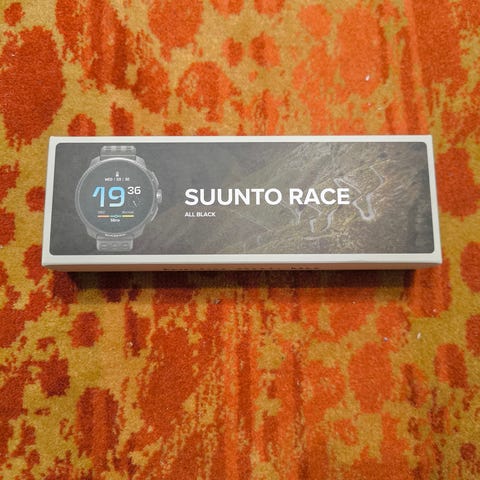 SUUNTO RACE
ALL BLACK
19 36